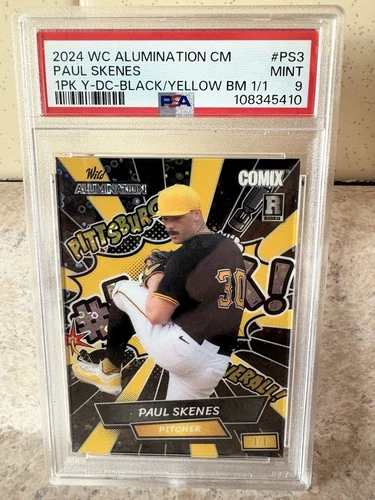 2024 WC ALUMINATION CM #PS3
PAUL SKENES MINT
1PK Y-DC-BLACK/YELLOW BM 1/1 9
PSA 108345410
Wild COMIX
ALUMINATION R
PITTSBURG
30
#1
PAUL SKENES
PITCHER
1/1